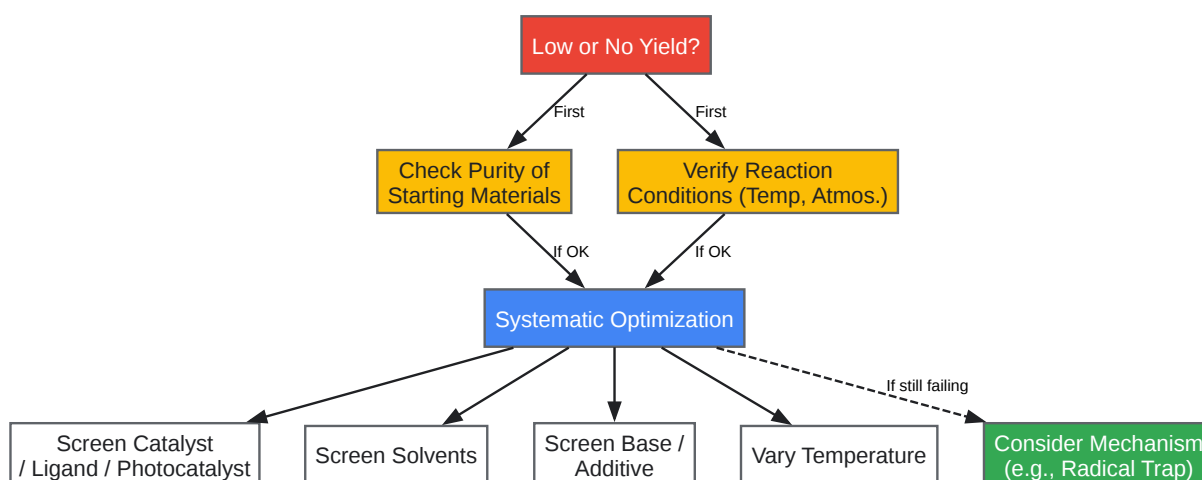 Low or No Yield?
First
First
Check Purity of
Starting Materials
Verify Reaction
Conditions (Temp, Atmos.)
If OK
If OK
Systematic Optimization
If still failing
Screen Catalyst
/ Ligand / Photocatalyst
Screen Solvents
Screen Base /
Additive
Vary Temperature
Consider Mechanism
(e.g., Radical Trap)